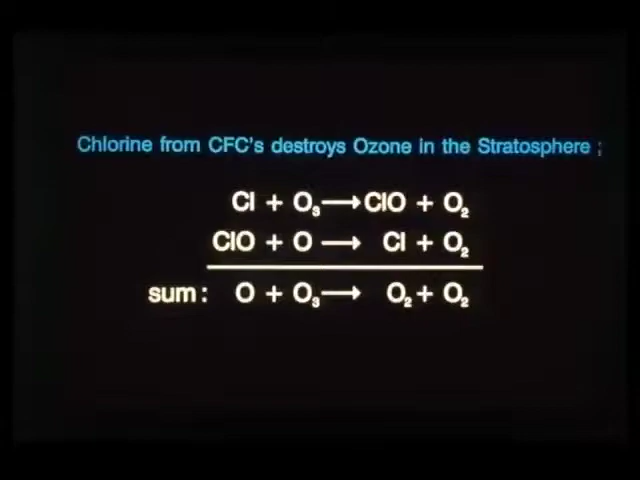 Chlorine from CFC's destroys Ozone in the Stratosphere ;
Cl + O₃ ⟶ ClO + O₂
ClO + O ⟶ Cl + O₂
sum : O + O₃ ⟶ O₂ + O₂